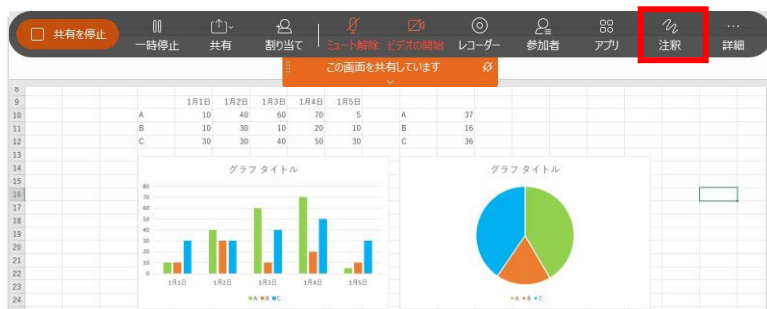 共有を停止
一時停止
共有
割り当て
ミュート解除
ビデオの開始
レコーダー
参加者
アプリ
注釈
詳細
この画面を共有しています
8
9 1月1日 1月2日 1月3日 1月4日 1月5日
10 A 10 40 60 70 5 A 37
11 B 10 30 10 20 10 B 16
12 C 30 30 40 50 30 C 36
13
14
15
16
17
18
19
20
21
22
23
24
グラフ タイトル
80
70
60
50
40
30
20
10
0
1月1日 1月2日 1月3日 1月4日 1月5日
A B C
グラフ タイトル
A B C